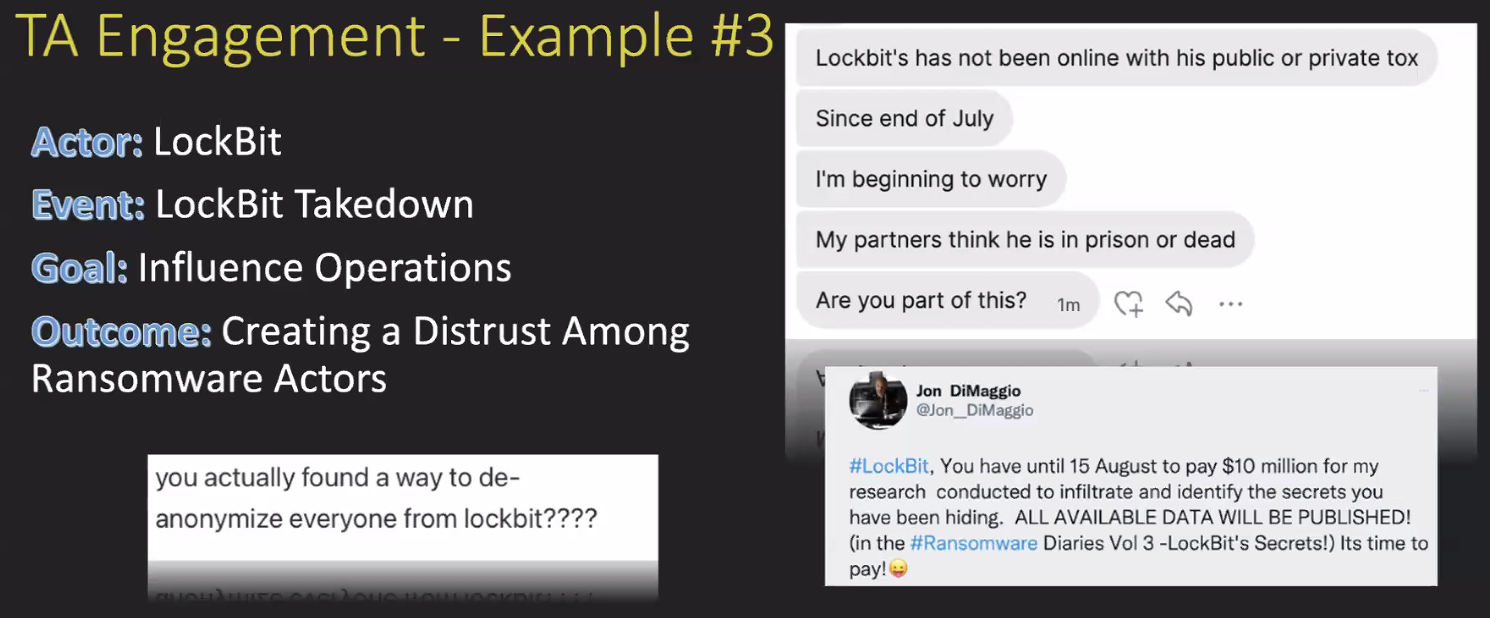 TA Engagement - Example #3
Actor: LockBit
Event: LockBit Takedown
Goal: Influence Operations
Outcome: Creating a Distrust Among
Ransomware Actors
you actually found a way to de-
anonymize everyone from lockbit????
Lockbit's has not been online with his public or private tox
Since end of July
I'm beginning to worry
My partners think he is in prison or dead
Are you part of this? 1m
Jon DiMaggio
@Jon__DiMaggio
#LockBit, You have until 15 August to pay $10 million for my
research conducted to infiltrate and identify the secrets you
have been hiding. ALL AVAILABLE DATA WILL BE PUBLISHED!
(in the #Ransomware Diaries Vol 3 -LockBit's Secrets!) Its time to
pay!😛